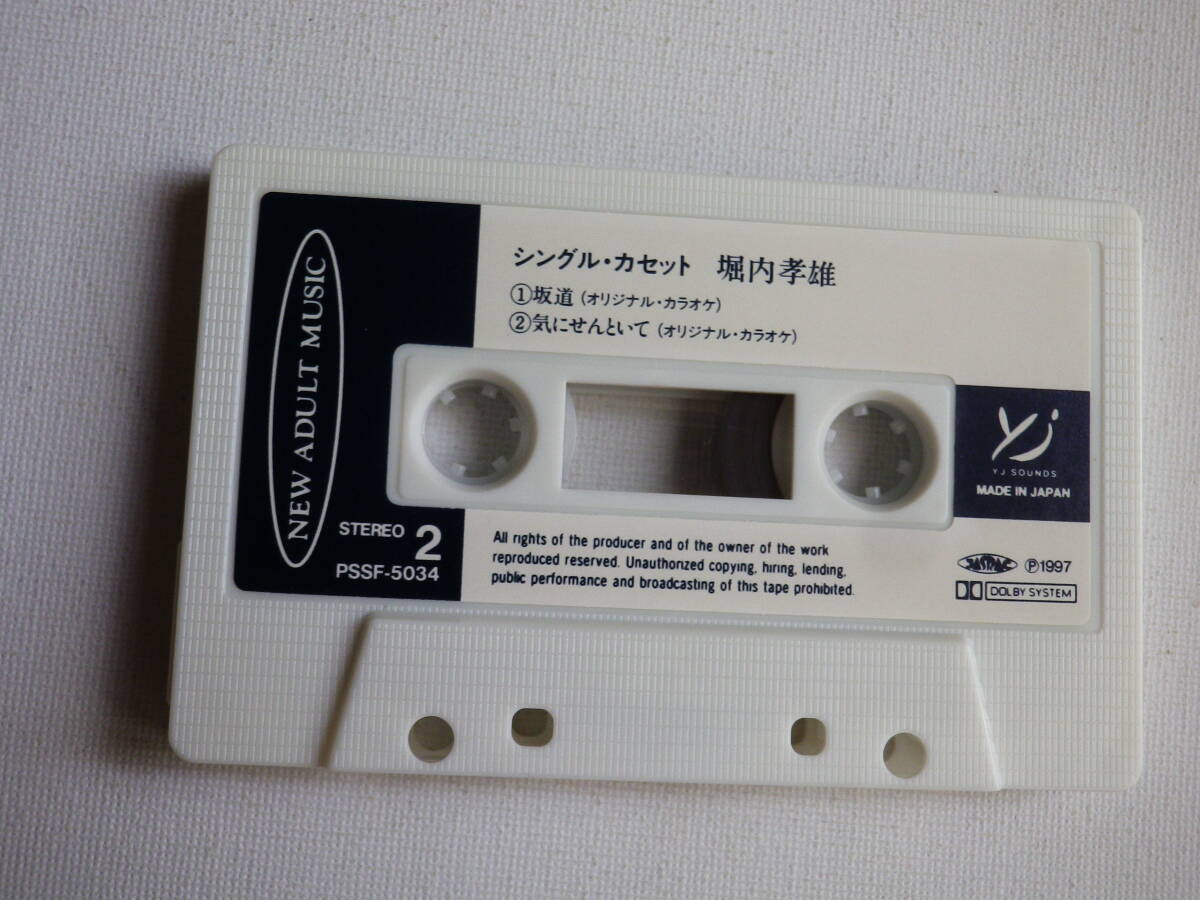 NEW ADULT MUSIC
シングル・カセット 堀内孝雄
①坂道(オリジナル・カラオケ)
②気にせんといて(オリジナル・カラオケ)
YJ SOUNDS
MADE IN JAPAN
STEREO 2
PSSF-5034
All rights of the producer and of the owner of the work
reproduced reserved. Unauthorized copying, hiring, lending,
public performance and broadcasting of this tape prohibited.
JASRAC ℗1997
DOLBY SYSTEM